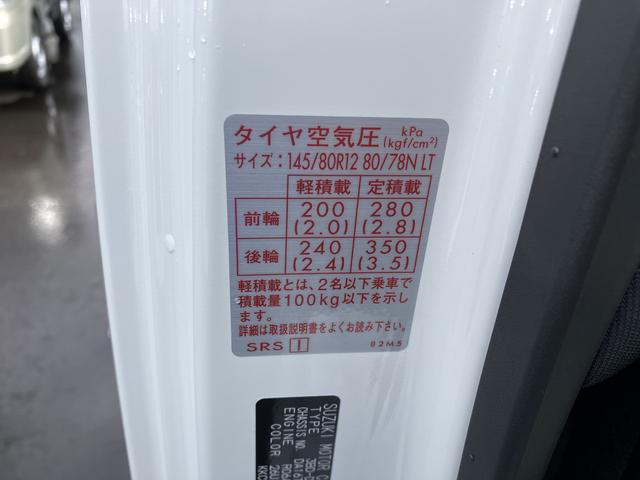 タイヤ空気圧 kPa (kgf/cm²)
サイズ:145/80R12 80/78N LT
軽積載 定積載
前輪 200 (2.0) 280 (2.8)
後輪 240 (2.4) 350 (3.5)
軽積載とは、2名以下乗車で
積載量100kg以下を示し
ます。
詳細は取扱説明書をよくお読み下さい。
SRS I 82M5
SUZUKI MOTOR
TYPE
CHASSIS NO.
ENGINE
COLOR